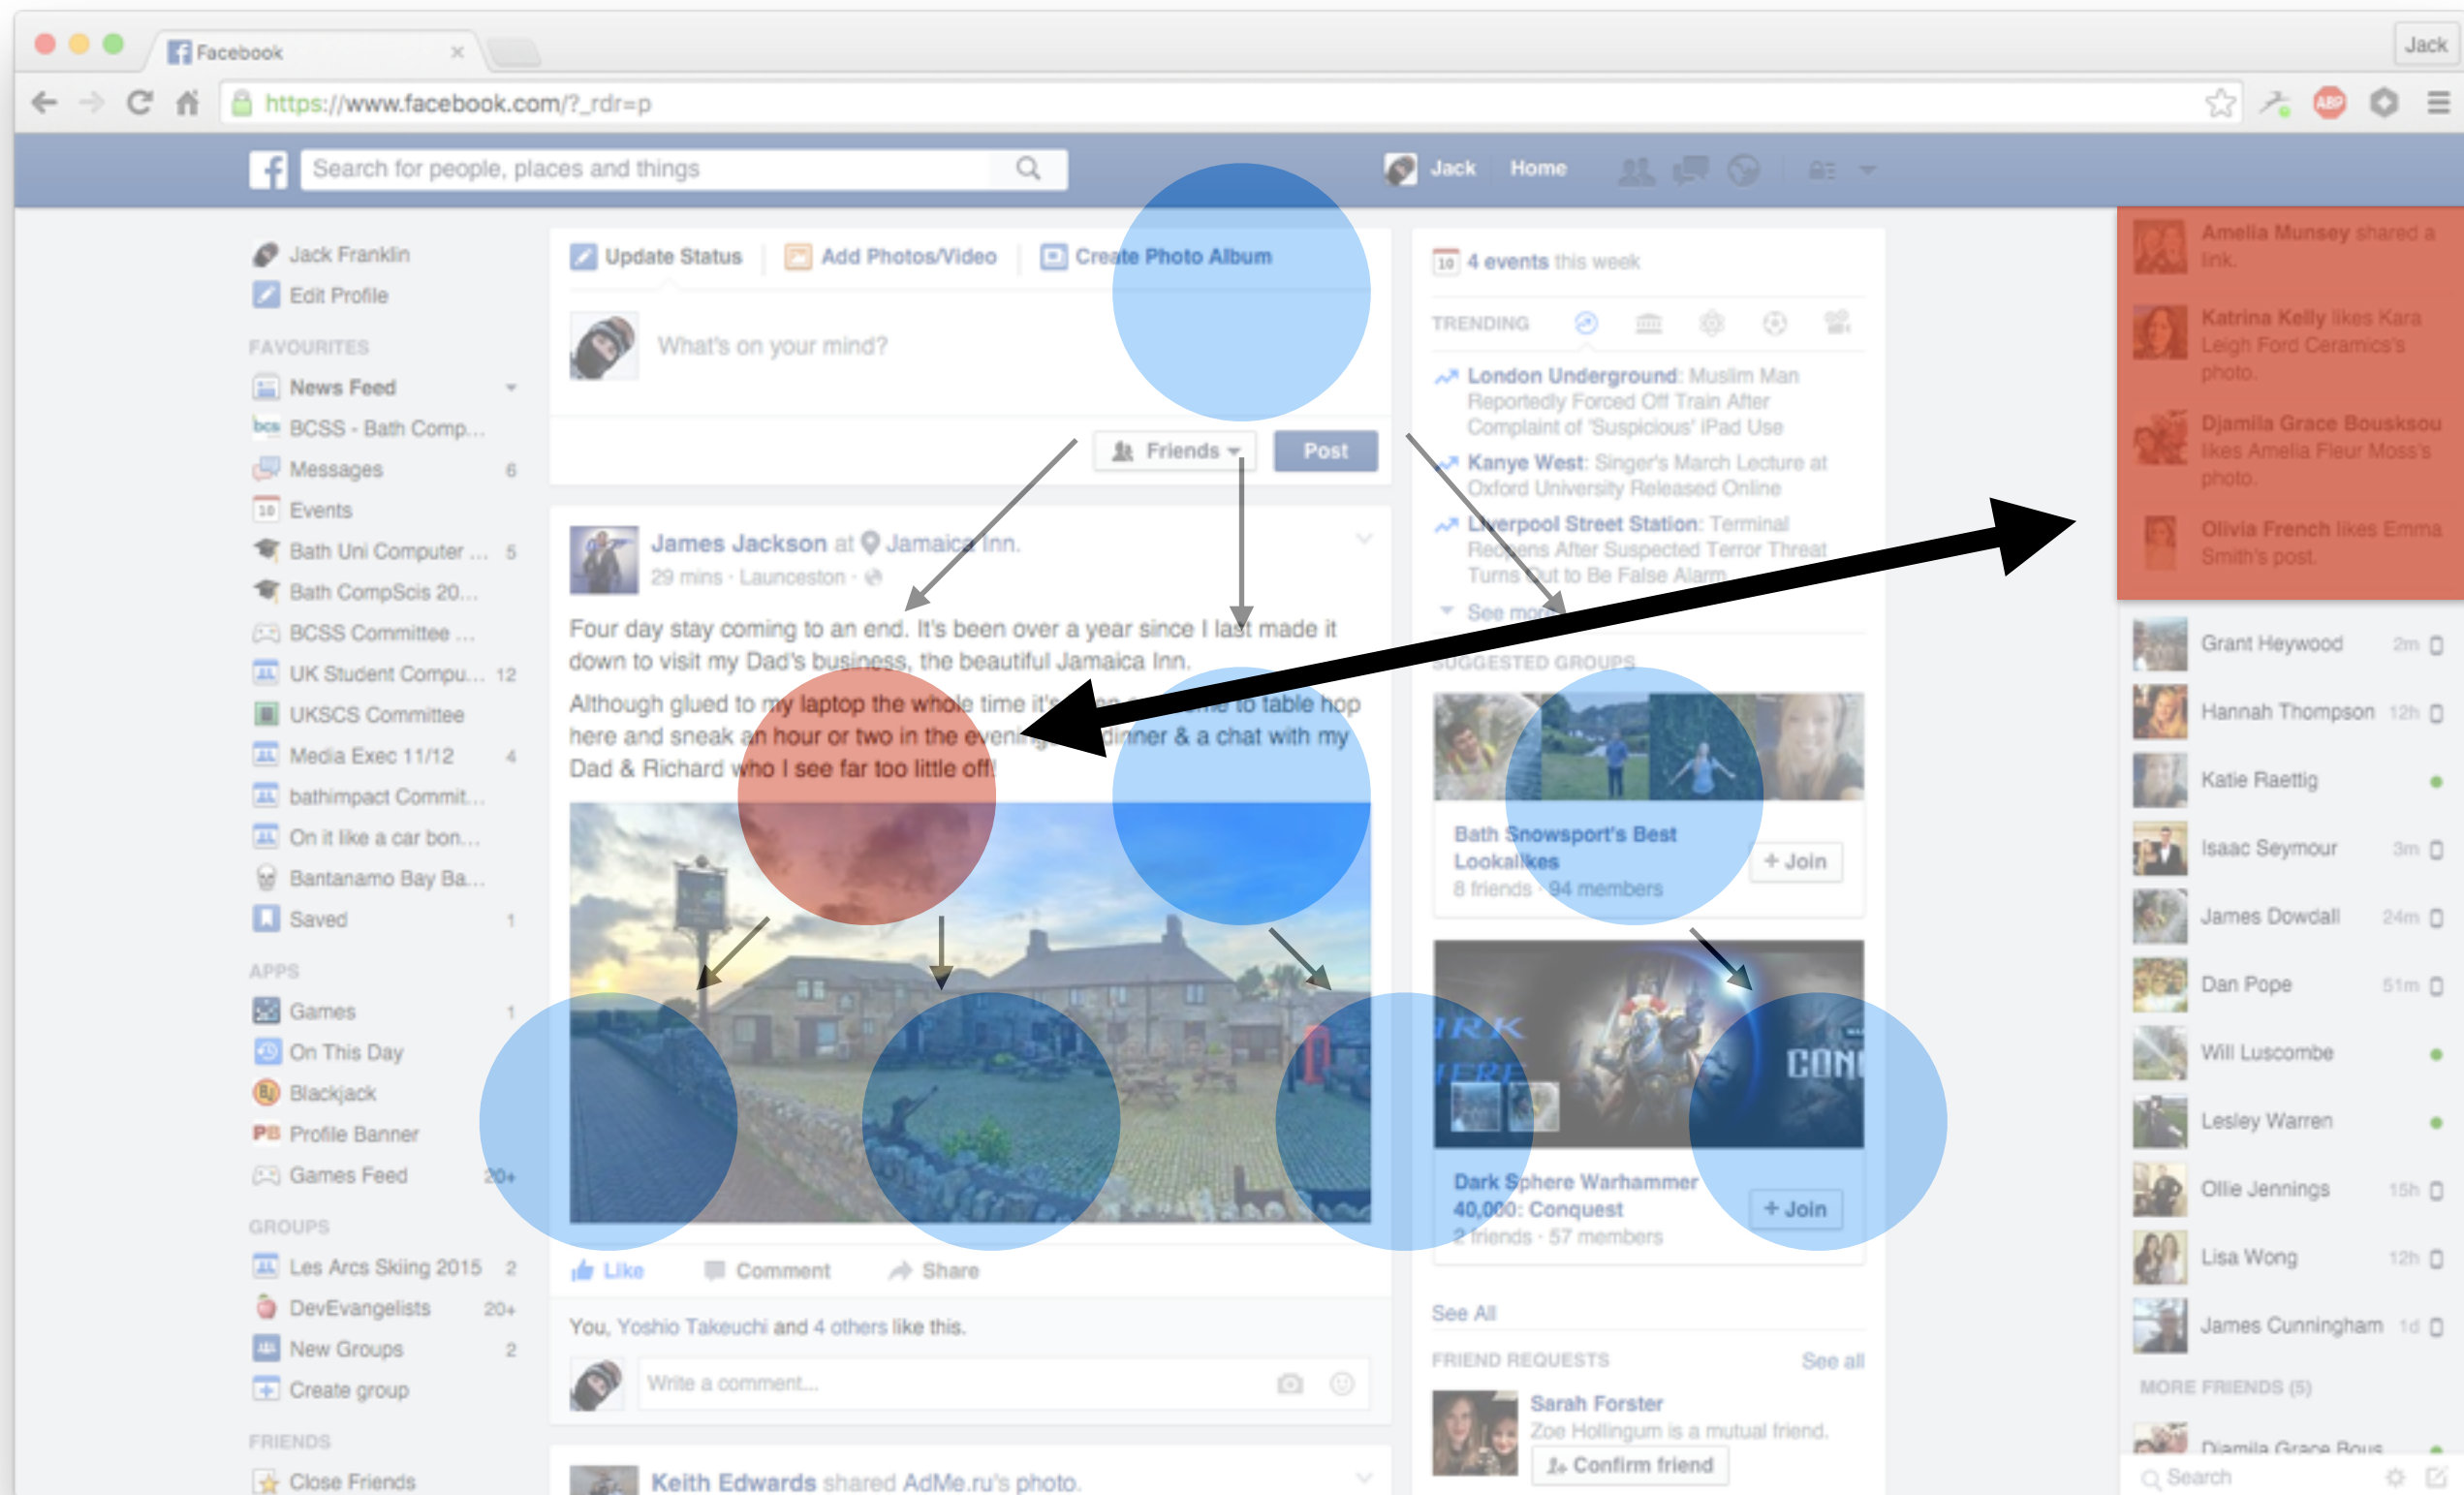 Facebook
Jack
https://www.facebook.com/?_rdr=p
ABP
Search for people, places and things
Jack
Home
Jack Franklin
Edit Profile
FAVOURITES
News Feed
bcs BCSS - Bath Comp...
Messages 6
10 Events
Bath Uni Computer ... 5
Bath CompScis 20...
BCSS Committee ...
UK Student Compu... 12
UKSCS Committee
Media Exec 11/12 4
bathimpact Commit...
On it like a car bon...
Bantanamo Bay Ba...
Saved 1
APPS
Games 1
On This Day
Blackjack
PB Profile Banner
Games Feed 20+
GROUPS
Les Arcs Skiing 2015 2
DevEvangelists 20+
New Groups 2
Create group
FRIENDS
Close Friends
Update Status
Add Photos/Video
Create Photo Album
What's on your mind?
Friends
Post
James Jackson at Jamaica Inn.
29 mins · Launceston ·
Four day stay coming to an end. It's been over a year since I last made it
down to visit my Dad's business, the beautiful Jamaica Inn.
Although glued to my laptop the whole time it's to table hop
here and sneak an hour or two in the evening dinner & a chat with my
Dad & Richard who I see far too little off!
Like
Comment
Share
You, Yoshio Takeuchi and 4 others like this.
Write a comment...
Keith Edwards shared AdMe.ru's photo.
10 4 events this week
TRENDING
London Underground: Muslim Man
Reportedly Forced Off Train After
Complaint of 'Suspicious' iPad Use
Kanye West: Singer's March Lecture at
Oxford University Released Online
Liverpool Street Station: Terminal
Reopens After Suspected Terror Threat
Turns Out to Be False Alarm
See more
SUGGESTED GROUPS
Bath Snowsport's Best
Lookalikes
8 friends · 94 members
+ Join
Dark Sphere Warhammer
40,000: Conquest
2 friends · 57 members
+ Join
See All
FRIEND REQUESTS
See all
Sarah Forster
Zoe Hollingum is a mutual friend.
Confirm friend
Amelia Munsey shared a
link.
Katrina Kelly likes Kara
Leigh Ford Ceramics's
photo.
Djamila Grace Bousksou
likes Amelia Fleur Moss's
photo.
Olivia French likes Emma
Smith's post.
Grant Heywood 2m
Hannah Thompson 12h
Katie Raettig
Isaac Seymour 3m
James Dowdall 24m
Dan Pope 51m
Will Luscombe
Lesley Warren
Ollie Jennings 15h
Lisa Wong 12h
James Cunningham 1d
MORE FRIENDS (5)
Djamila Grace Bous...
Search